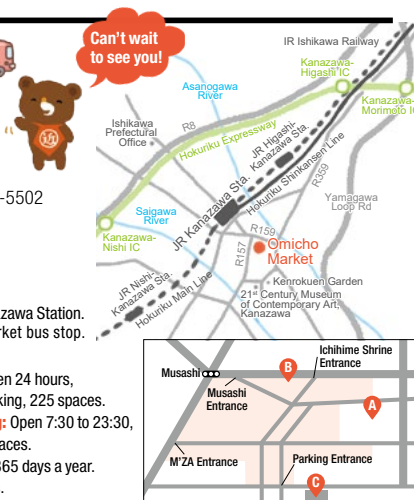 Can't wait
to see you!
近
-5502
IR Ishikawa Railway
Kanazawa-
Higashi IC
Kanazawa-
Morimoto IC
Asanogawa
River
Ishikawa
Prefectural
Office
R8
Hokuriku Expressway
JR Higashi-
Kanazawa Sta.
Hokuriku Shinkansen Line
R359
JR Kanazawa Sta.
Yamagawa
Loop Rd
Saigawa
River
Kanazawa-
Nishi IC
R159
R157
Omicho
Market
JR Nishi-
Kanazawa Sta.
Hokuriku Main Line
Kenrokuen Garden
21st Century Museum
of Contemporary Art,
Kanazawa
zawa Station.
rket bus stop.
en 24 hours,
king, 225 spaces.
g: Open 7:30 to 23:30,
aces.
365 days a year.
Ichihime Shrine
Entrance
Musashi
B
Musashi
Entrance
A
M'ZA Entrance
Parking Entrance
C